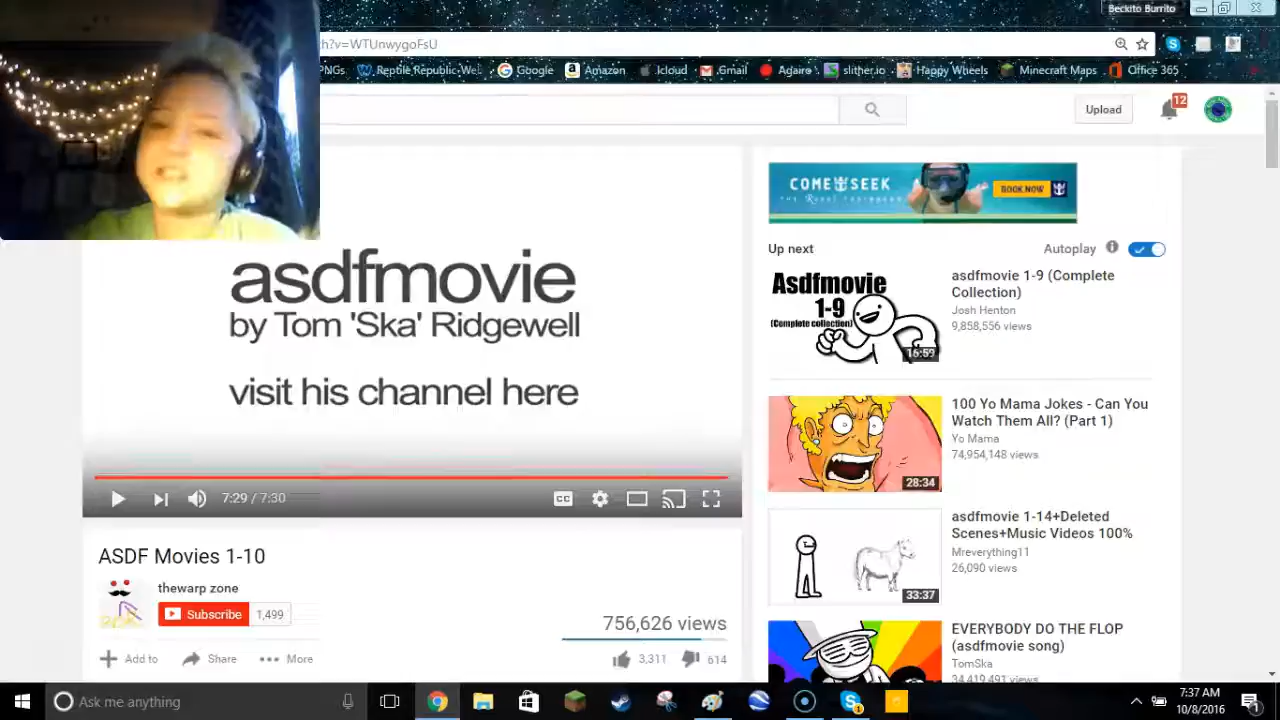 Beckito Burrito
h?v=WTUnwygoFsU
PNGs
Reptile Republic-We...
Google
Amazon
Icloud
Gmail
Agario
slither.io
Happy Wheels
Minecraft Maps
Office 365
Upload
12
COME SEEK
BOOK NOW
asdfmovie
by Tom 'Ska' Ridgewell
visit his channel here
7:29 / 7:30
CC
ASDF Movies 1-10
thewarp zone
Subscribe 1,499
756,626 views
Add to
Share
More
3,311
614
Up next
Autoplay
Asdfmovie
1-9
(Complete collection)
16:59
asdfmovie 1-9 (Complete
Collection)
Josh Henton
9,858,556 views
28:34
100 Yo Mama Jokes - Can You
Watch Them All? (Part 1)
Yo Mama
74,954,148 views
33:37
asdfmovie 1-14+Deleted
Scenes+Music Videos 100%
Mreverything11
26,090 views
EVERYBODY DO THE FLOP
(asdfmovie song)
TomSka
34,419,491 views
Ask me anything
7:37 AM
10/8/2016